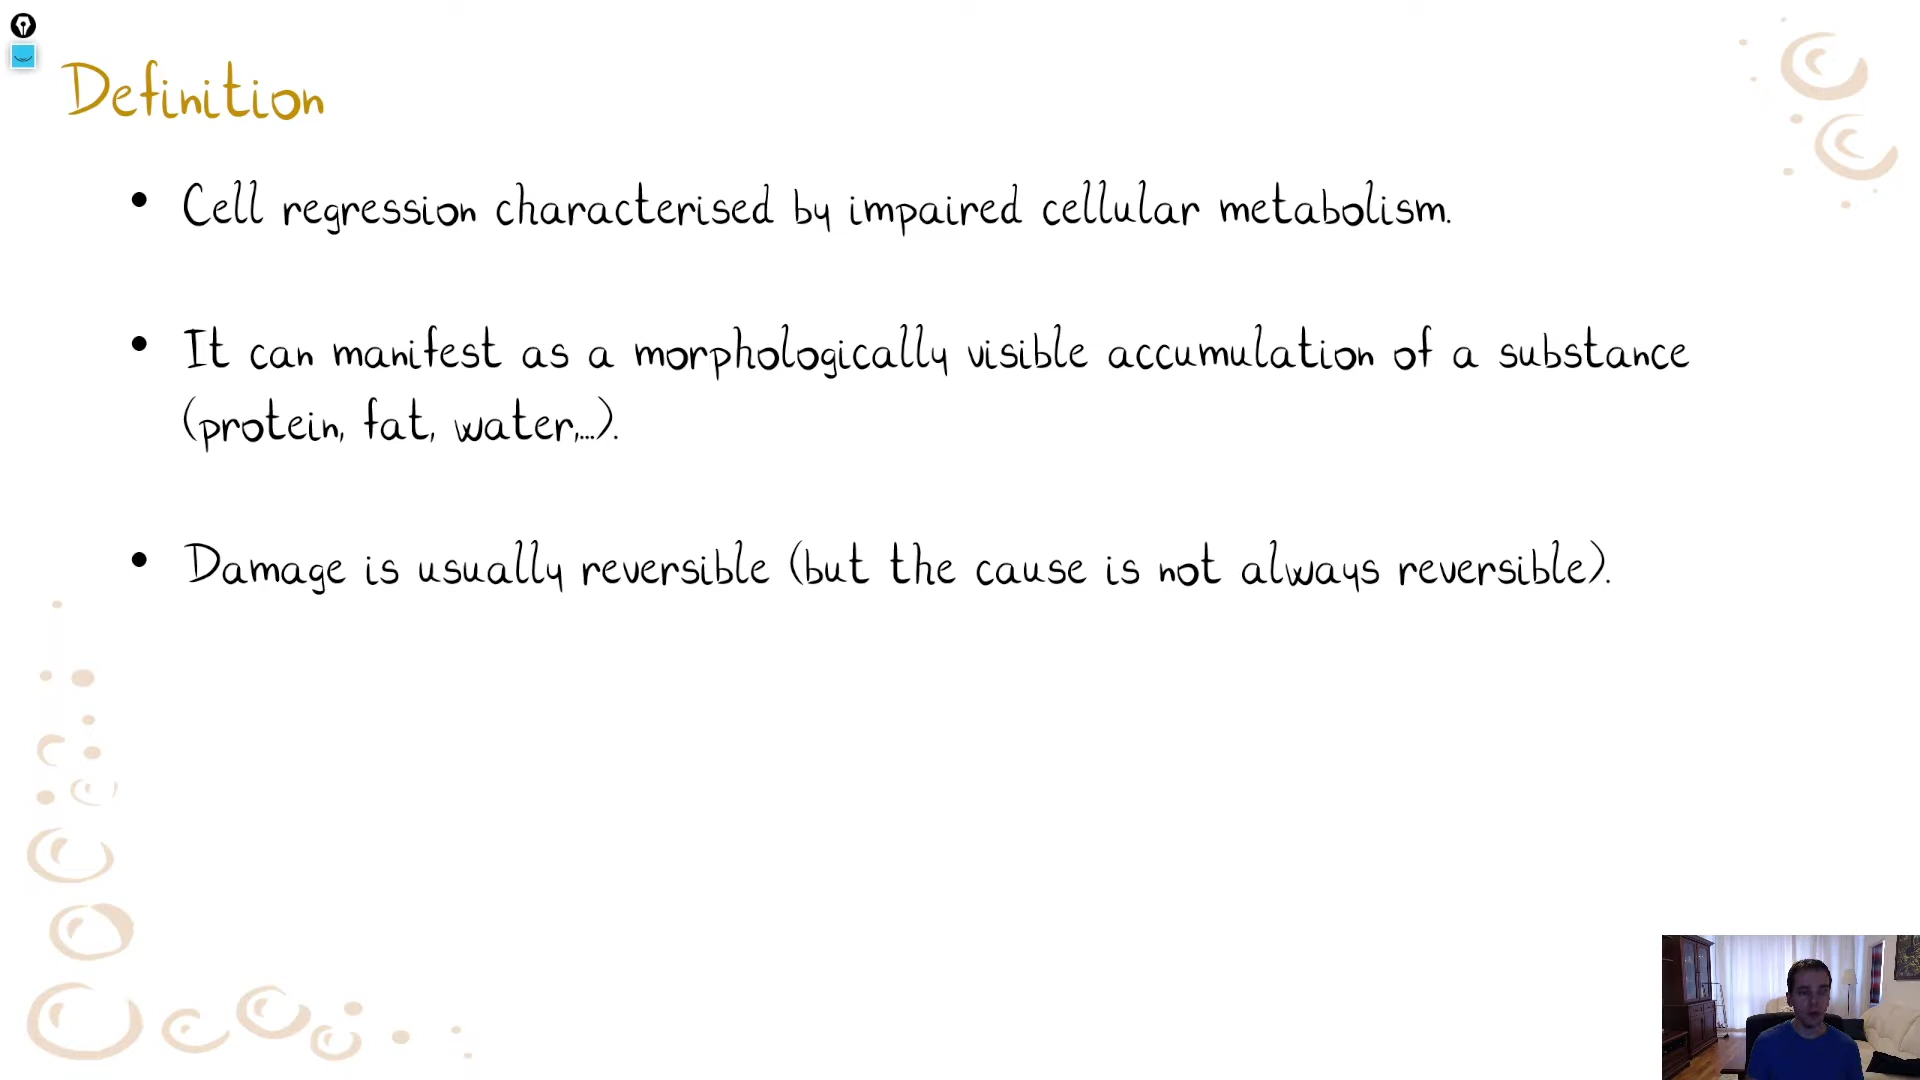 Definition
• Cell regression characterised by impaired cellular metabolism.
• It can manifest as a morphologically visible accumulation of a substance
(protein, fat, water,...).
• Damage is usually reversible (but the cause is not always reversible).